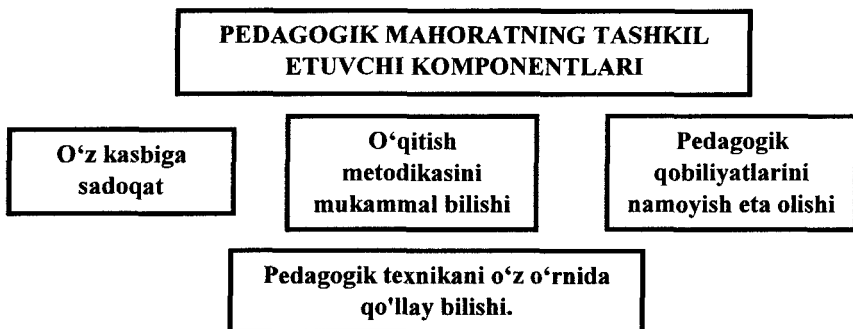 PEDAGOGIK MAHORATNING TASHKIL
ETUVCHI KOMPONENTLARI
O‘z kasbiga
sadoqat
O‘qitish
metodikasini
mukammal bilishi
Pedagogik
qobiliyatlarini
namoyish eta olishi
Pedagogik texnikani o‘z o‘rnida
qo'llay bilishi.